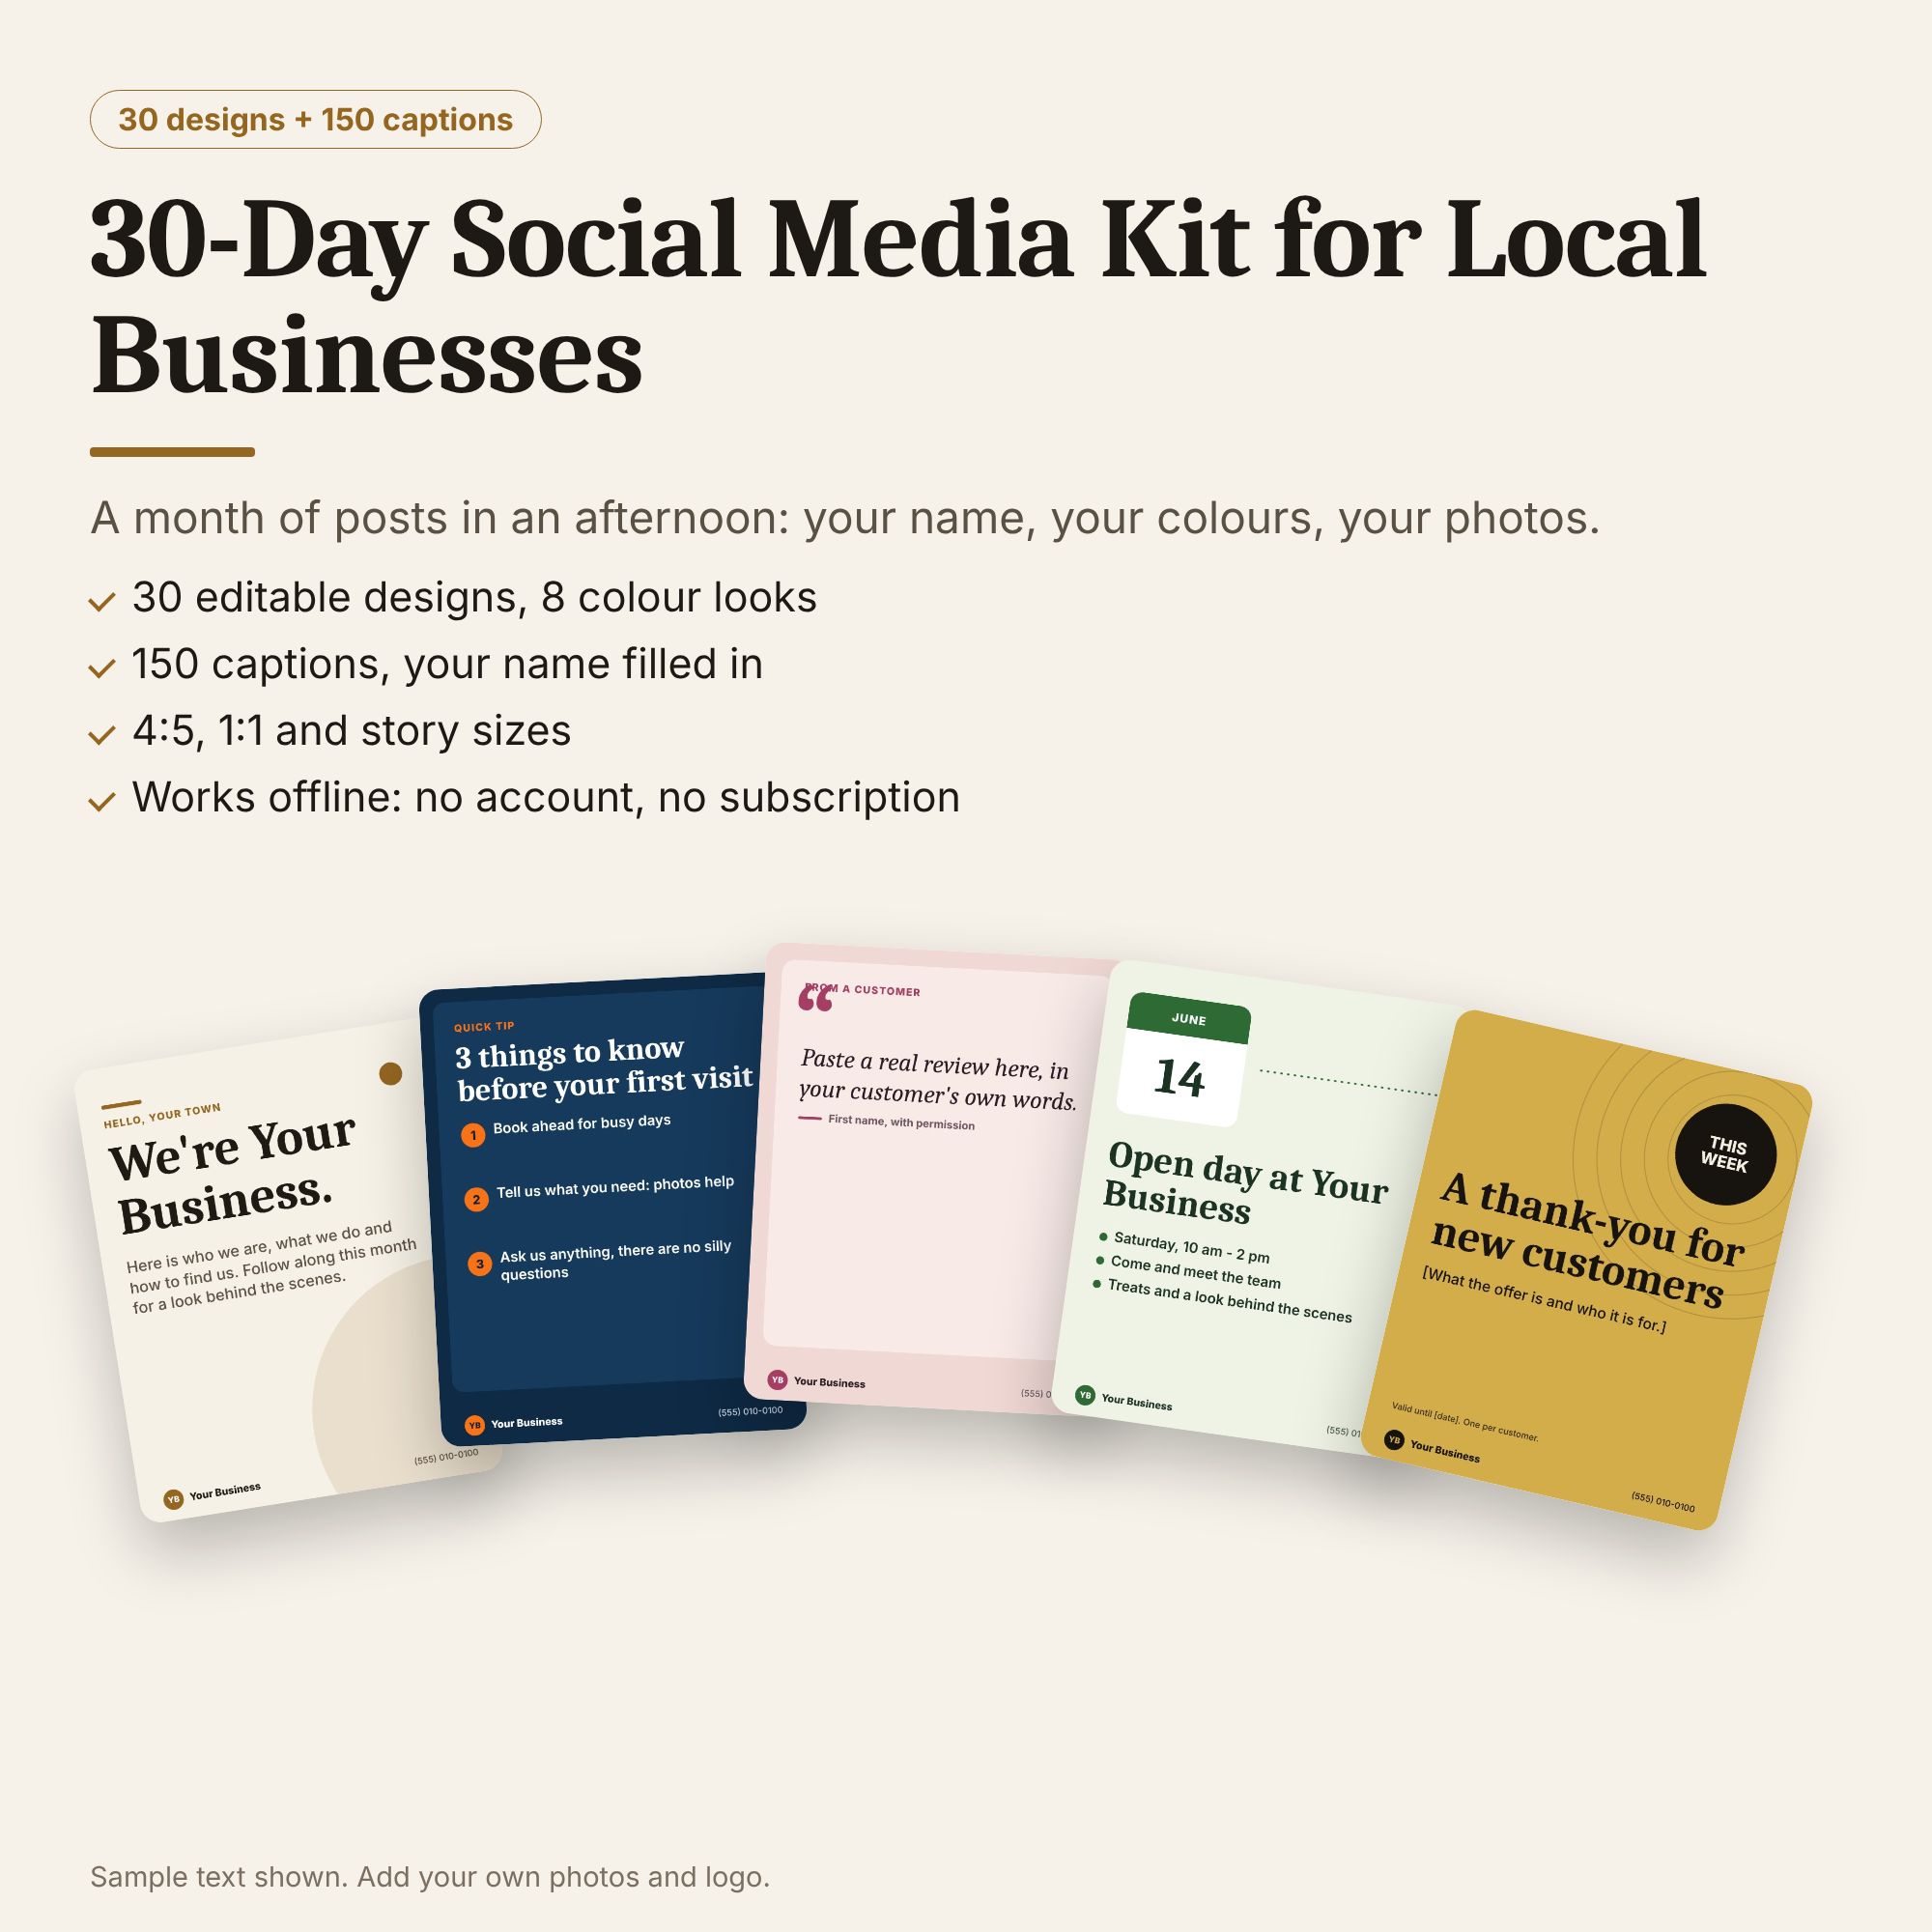 30 designs + 150 captions
30-Day Social Media Kit for Local
Businesses
A month of posts in an afternoon: your name, your colours, your photos.
30 editable designs, 8 colour looks
150 captions, your name filled in
4:5, 1:1 and story sizes
Works offline: no account, no subscription
HELLO, YOUR TOWN
We're Your
Business.
Here is who we are, what we do and
how to find us. Follow along this month
for a look behind the scenes.
YB Your Business
(555) 010-0100
QUICK TIP
3 things to know
before your first visit
1 Book ahead for busy days
2 Tell us what you need: photos help
3 Ask us anything, there are no silly
questions
YB Your Business
(555) 010-0100
FROM A CUSTOMER
“
Paste a real review here, in
your customer's own words.
First name, with permission
YB Your Business
(555) 0
JUNE
14
Open day at Your
Business
Saturday, 10 am - 2 pm
Come and meet the team
Treats and a look behind the scenes
YB Your Business
(555) 01
THIS
WEEK
A thank-you for
new customers
[What the offer is and who it is for.]
Valid until [date]. One per customer.
YB Your Business
(555) 010-0100
Sample text shown. Add your own photos and logo.